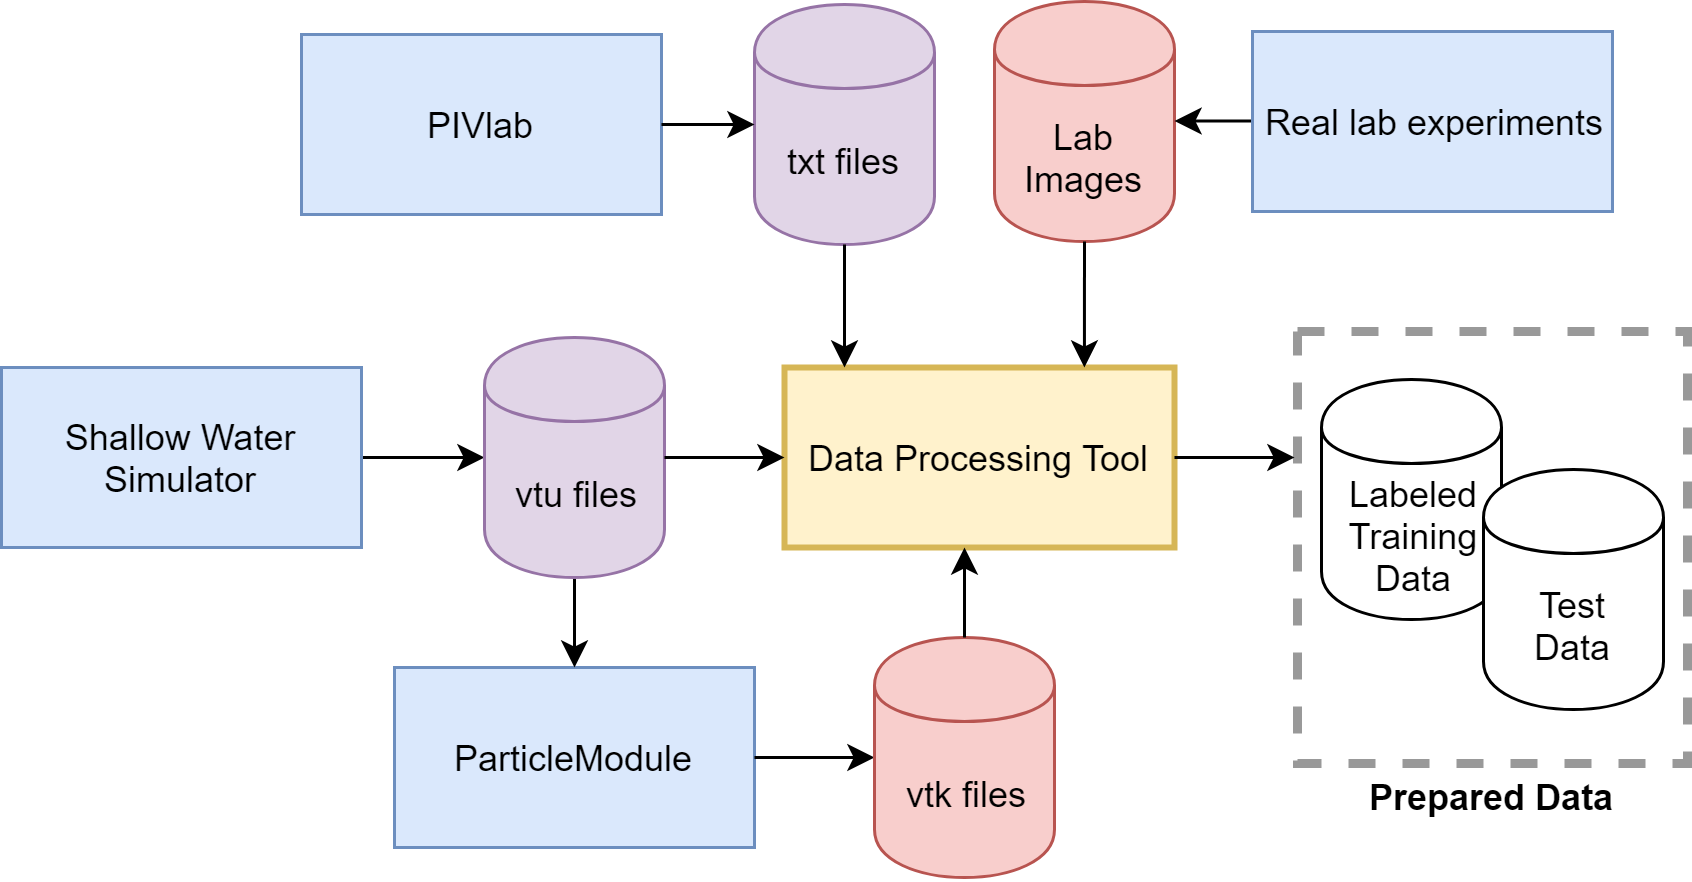 PIVlab
txt files
Lab
Images
Real lab experiments
Shallow Water
Simulator
vtu files
Data Processing Tool
Labeled
Training
Data
Test
Data
ParticleModule
vtk files
Prepared Data